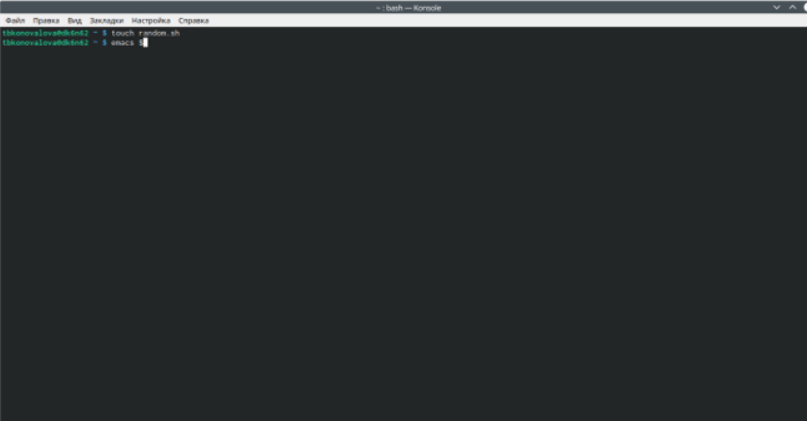 ~ : bash — Konsole
Файл Правка Вид Закладки Настройка Справка
tbkonovalova@dk6n62 ~ $ touch random.sh
tbkonovalova@dk6n62 ~ $ emacs $